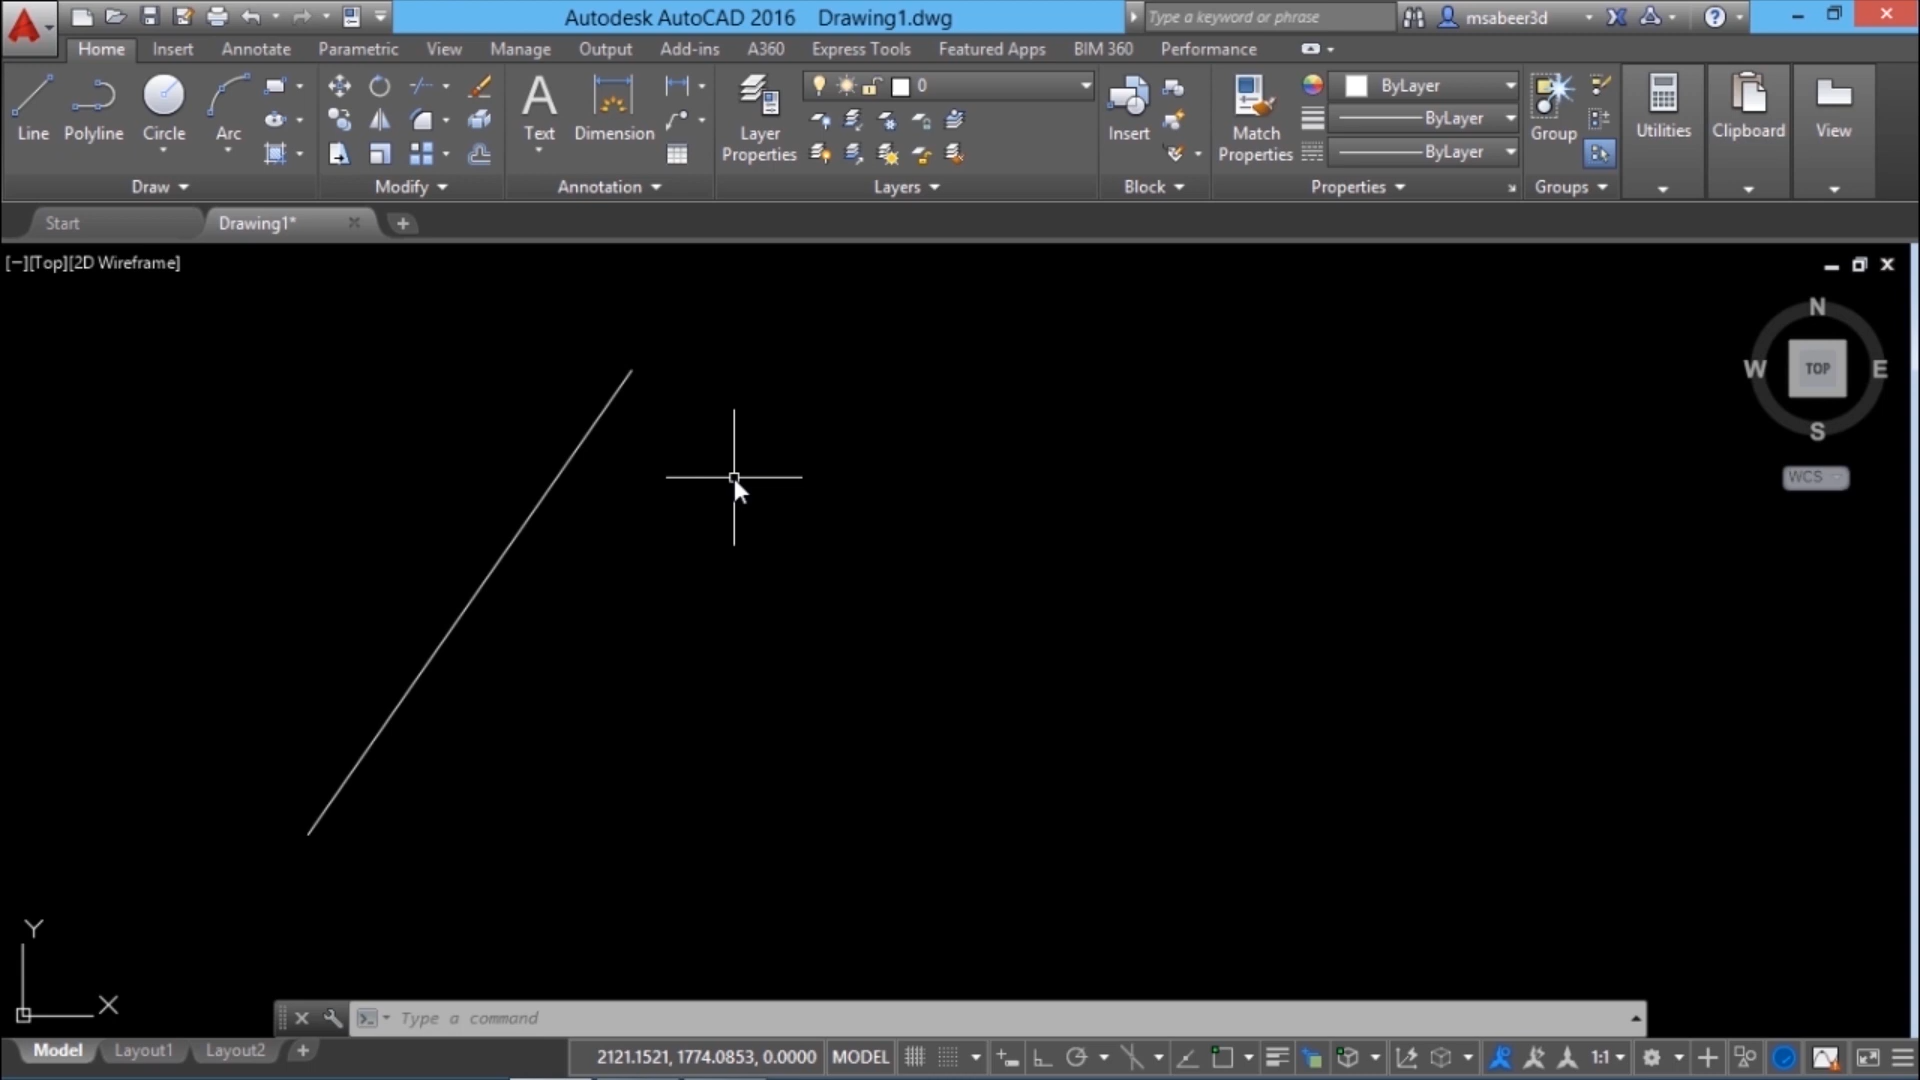 Autodesk AutoCAD 2016 Drawing1.dwg Type a keyword or phrase msabeer3d
Home Insert Annotate Parametric View Manage Output Add-ins A360 Express Tools Featured Apps BIM 360 Performance
0 ByLayer
Line Polyline Circle Arc Text Dimension Layer Properties Insert Match Properties ByLayer Group Utilities Clipboard View
ByLayer
Draw Modify Annotation Layers Block Properties Groups
Start Drawing1*
[−][Top][2D Wireframe]
N
W TOP E
S
WCS
Y
X
Type a command
Model Layout1 Layout2 2121.1521, 1774.0853, 0.0000 MODEL 1:1